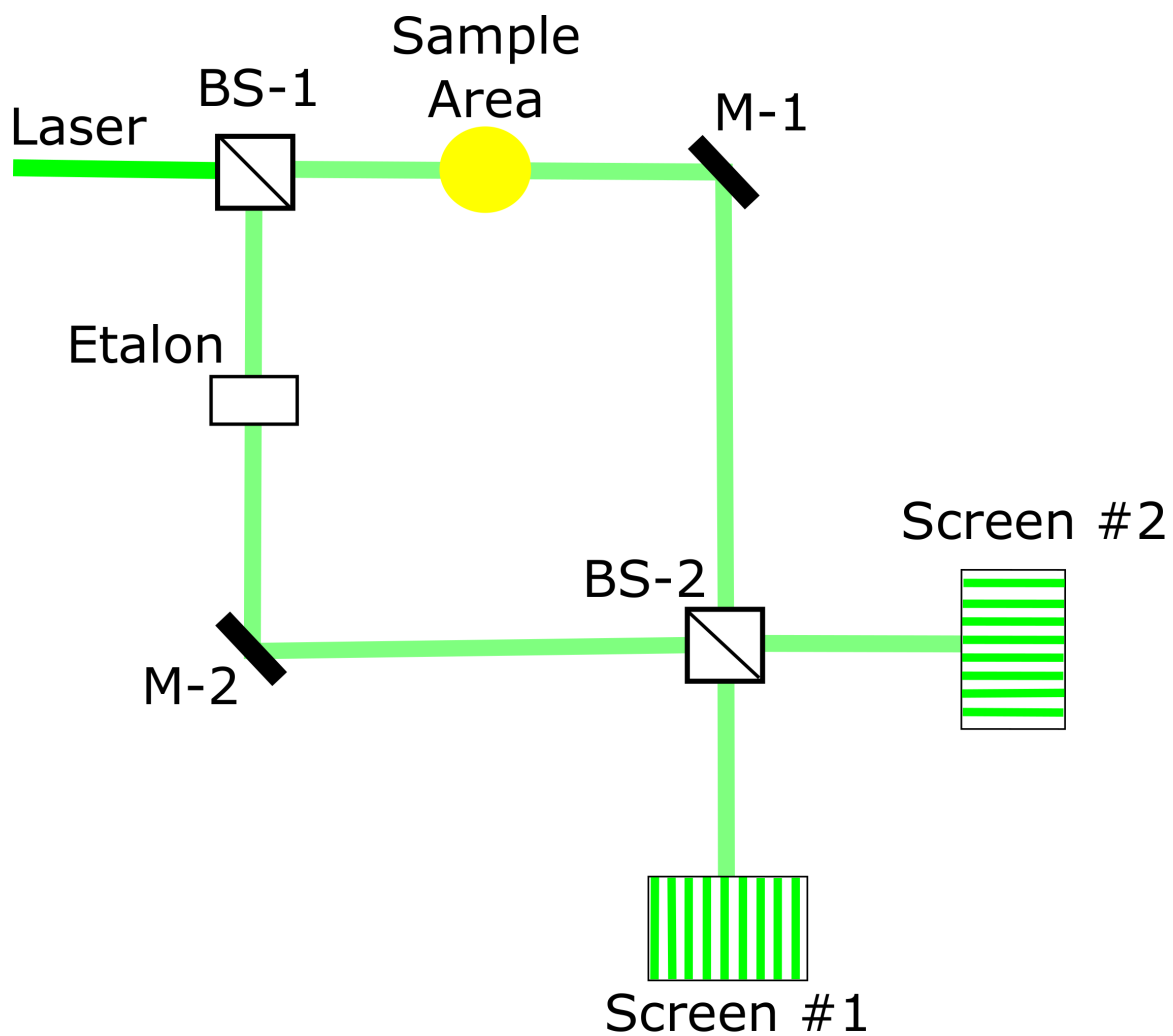 Sample
Area
BS-1
M-1
Laser
Etalon
Screen #2
BS-2
M-2
Screen #1